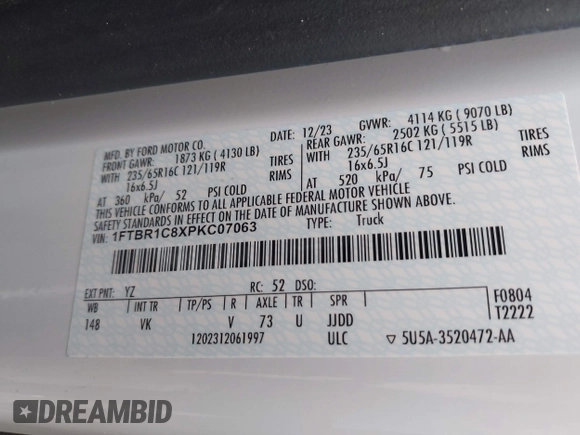 MFD. BY FORD MOTOR CO. DATE: 12/23 GVWR: 4114 KG ( 9070 LB)
FRONT GAWR: 1873 KG ( 4130 LB) REAR GAWR: 2502 KG ( 5515 LB)
WITH 235/65R16C 121/119R TIRES WITH 235/65R16C 121/119R TIRES
16x6.5J RIMS 16x6.5J RIMS
AT 360 kPa/ 52 PSI COLD AT 520 kPa/ 75 PSI COLD
THIS VEHICLE CONFORMS TO ALL APPLICABLE FEDERAL MOTOR VEHICLE
SAFETY STANDARDS IN EFFECT ON THE DATE OF MANUFACTURE SHOWN ABOVE.
VIN: 1FTBR1C8XPKC07063 TYPE: Truck
EXT PNT: YZ RC: 52 DSO:
WB INT TR TP/PS R AXLE TR SPR F0804
148 VK V 73 U JJDD T2222
1202312061997 ULC ▽ 5U5A-3520472-AA
DREAMBID